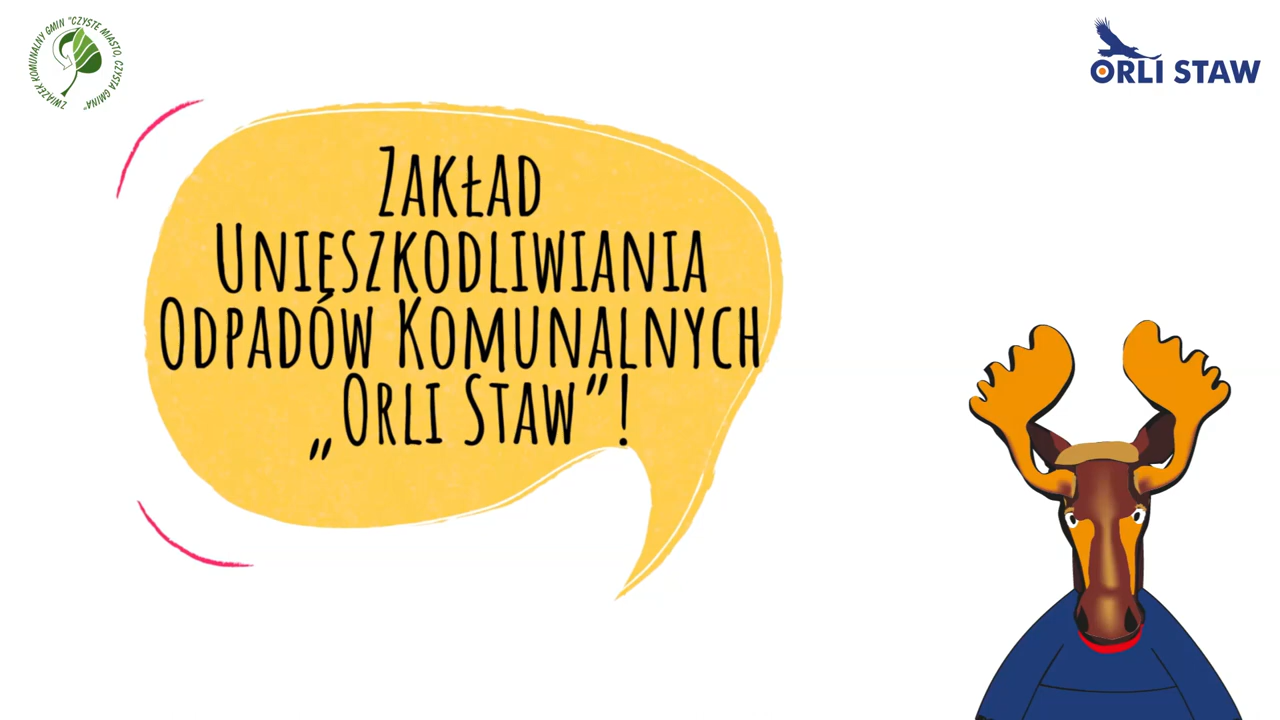 ZWIĄZEK KOMUNALNY GMIN "CZYSTE MIASTO, CZYSTA GMINA"
ORLI STAW
ZAKŁAD
UNIESZKODLIWIANIA
ODPADÓW KOMUNALNYCH
„ORLI STAW”!